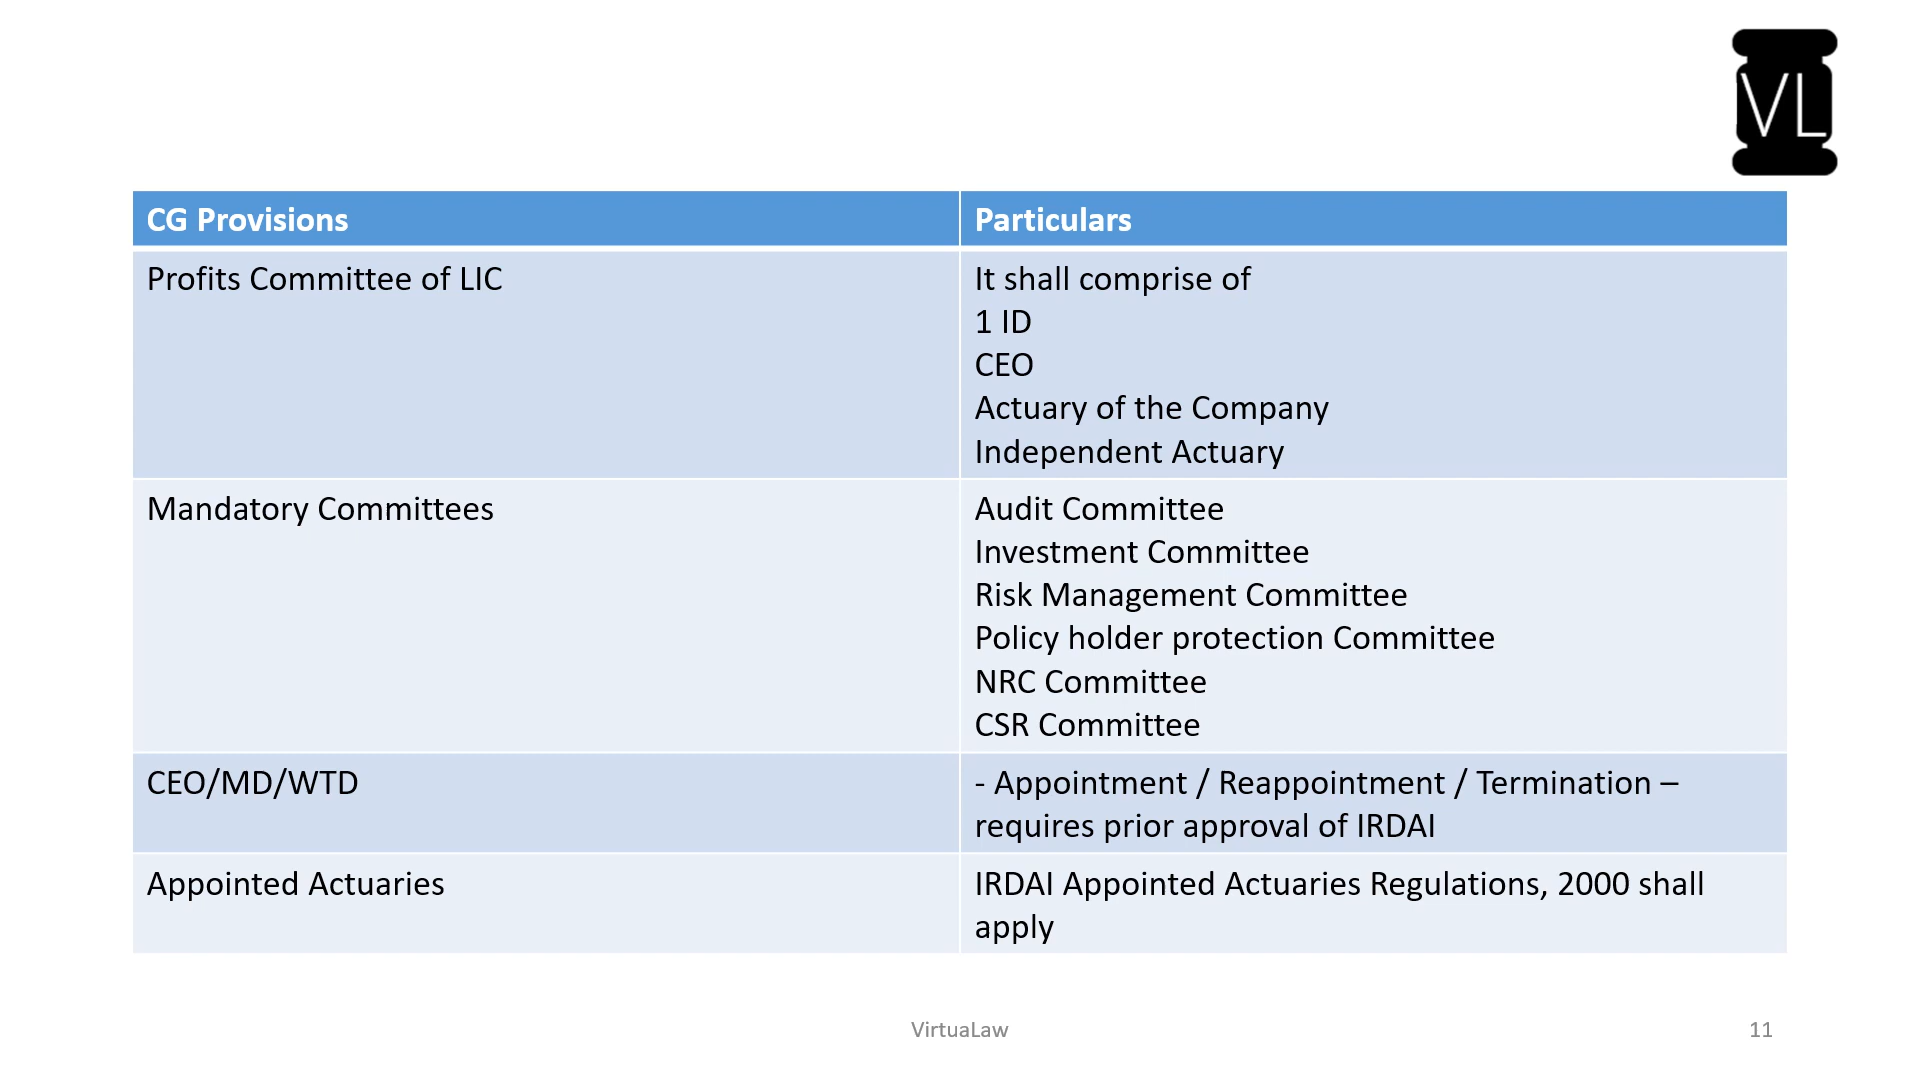 VL
CG Provisions
Particulars
Profits Committee of LIC
It shall comprise of
1 ID
CEO
Actuary of the Company
Independent Actuary
Mandatory Committees
Audit Committee
Investment Committee
Risk Management Committee
Policy holder protection Committee
NRC Committee
CSR Committee
CEO/MD/WTD
- Appointment / Reappointment / Termination –
requires prior approval of IRDAI
Appointed Actuaries
IRDAI Appointed Actuaries Regulations, 2000 shall
apply
VirtuaLaw
11